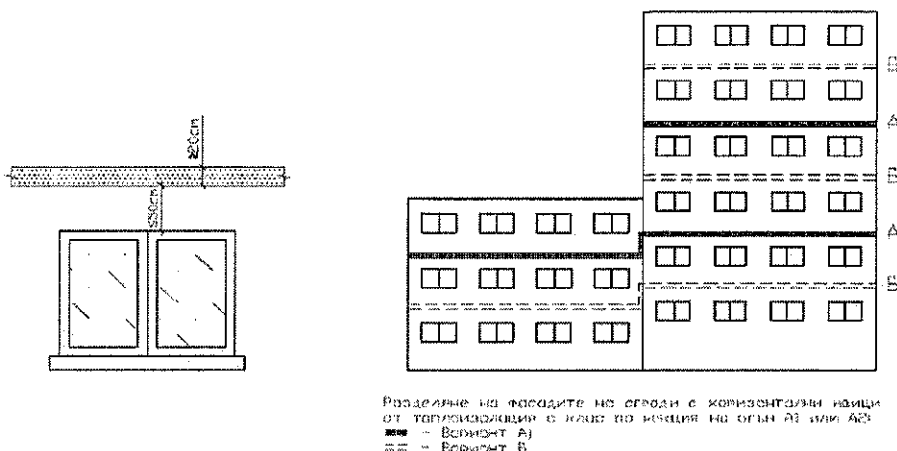 ≥20cm
≤50cm
Б
А
Б
А
Б
Разделяне на фасадите на сгради с хоризонтални ивици
от топлоизолация с клас по реакция на огън А1 или А2:
- Вариант А)
- Вариант Б